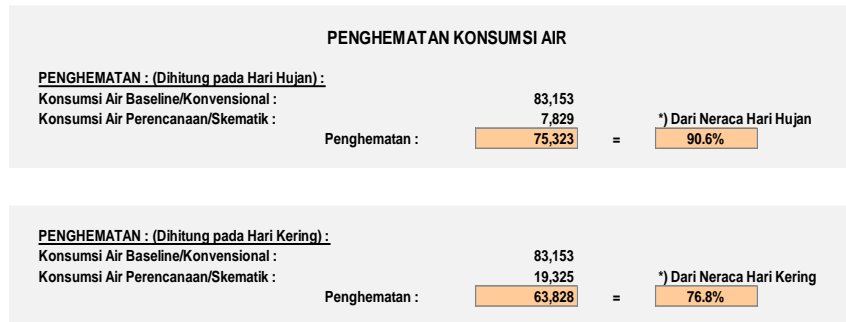 PENGHEMATAN KONSUMSI AIR
PENGHEMATAN : (Dihitung pada Hari Hujan) :
Konsumsi Air Baseline/Konvensional : 83,153
Konsumsi Air Perencanaan/Skematik : 7,829 *) Dari Neraca Hari Hujan
Penghematan : 75,323 = 90.6%
PENGHEMATAN : (Dihitung pada Hari Kering) :
Konsumsi Air Baseline/Konvensional : 83,153
Konsumsi Air Perencanaan/Skematik : 19,325 *) Dari Neraca Hari Kering
Penghematan : 63,828 = 76.8%